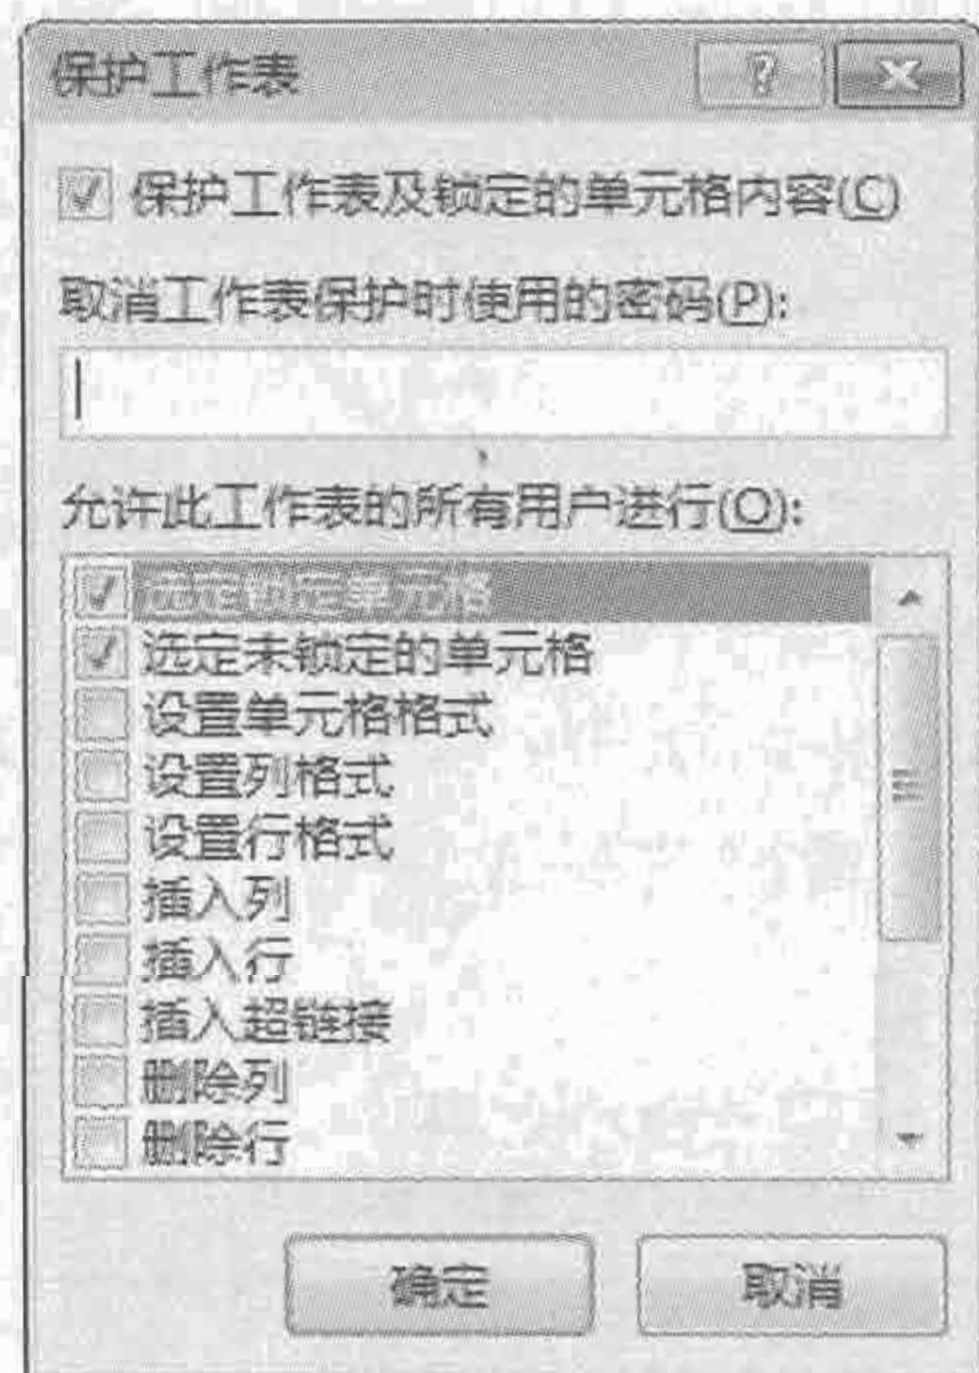 保护工作表
保护工作表及锁定的单元格内容(C)
取消工作表保护时使用的密码(P):
允许此工作表的所有用户进行(O):
选定锁定单元格
选定未锁定的单元格
设置单元格格式
设置列格式
设置行格式
插入列
插入行
插入超链接
删除列
删除行
确定 取消